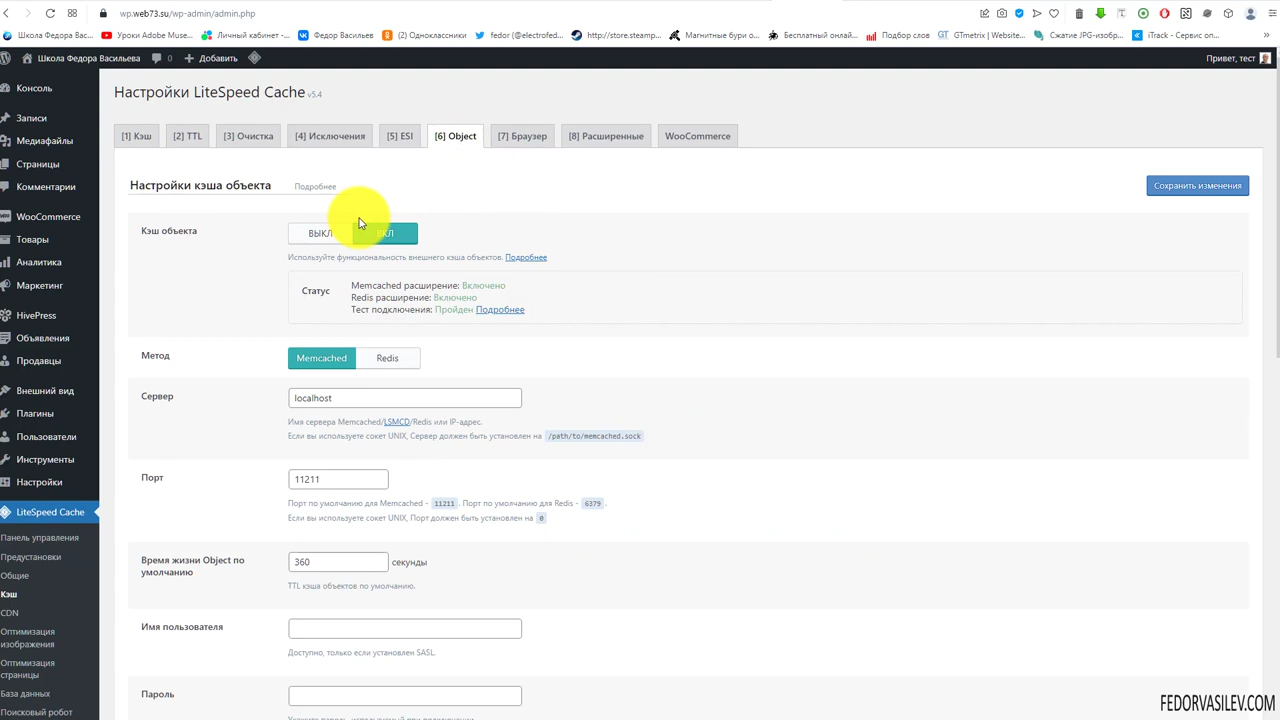 wp.web73.su/wp-admin/admin.php
Школа Федора Васи...
Уроки Adobe Muse...
Личный кабинет -...
Федор Васильев
(2) Одноклассники
fedor (@electrofed...
http://store.steamp...
Магнитные буры о...
Бесплатный онлай...
Подбор слов
GTmetrix | Website...
Сжатие JPG-изобр...
iTrack - Сервис оп...
Школа Федора Васильева
0
Добавить
Привет, тест
Консоль
Записи
Медиафайлы
Страницы
Комментарии
WooCommerce
Товары
Аналитика
Маркетинг
HivePress
Объявления
Продавцы
Внешний вид
Плагины
Пользователи
Инструменты
Настройки
LiteSpeed Cache
Панель управления
Предустановки
Общие
Кэш
CDN
Оптимизация
изображения
Оптимизация
страницы
База данных
Поисковый робот
Настройки LiteSpeed Cache v5.4
[1] Кэш
[2] TTL
[3] Очистка
[4] Исключения
[5] ESI
[6] Object
[7] Браузер
[8] Расширенные
WooCommerce
Настройки кэша объекта
Подробнее
Сохранить изменения
Кэш объекта
ВЫКЛ
ВКЛ
Используйте функциональность внешнего кэша объектов. Подробнее
Статус
Memcached расширение: Включено
Redis расширение: Включено
Тест подключения: Пройден Подробнее
Метод
Memcached
Redis
Сервер
localhost
Имя сервера Memcached/LSMCD/Redis или IP-адрес.
Если вы используете сокет UNIX, Сервер должен быть установлен на /path/to/memcached.sock
Порт
11211
Порт по умолчанию для Memcached - 11211. Порт по умолчанию для Redis - 6379.
Если вы используете сокет UNIX, Порт должен быть установлен на 0
Время жизни Object по
умолчанию
360 секунды
TTL кэша объектов по умолчанию.
Имя пользователя
Доступно, только если установлен SASL.
Пароль
Укажите пароль, используемый при подключении.
FEDORVASILEV.COM